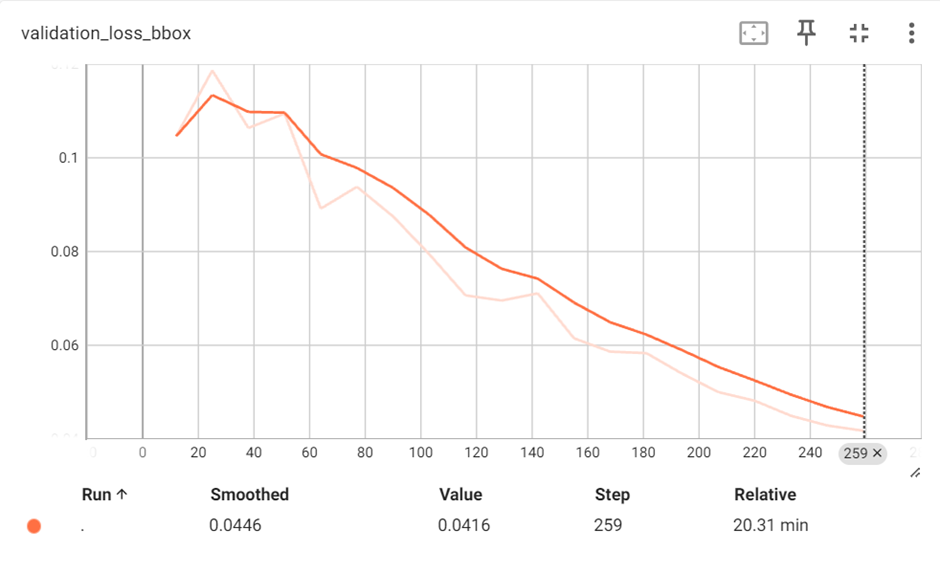 validation_loss_bbox
0.1
0.08
0.06
0 20 40 60 80 100 120 140 160 180 200 220 240 259 ✕
Run ↑ Smoothed Value Step Relative
. 0.0446 0.0416 259 20.31 min